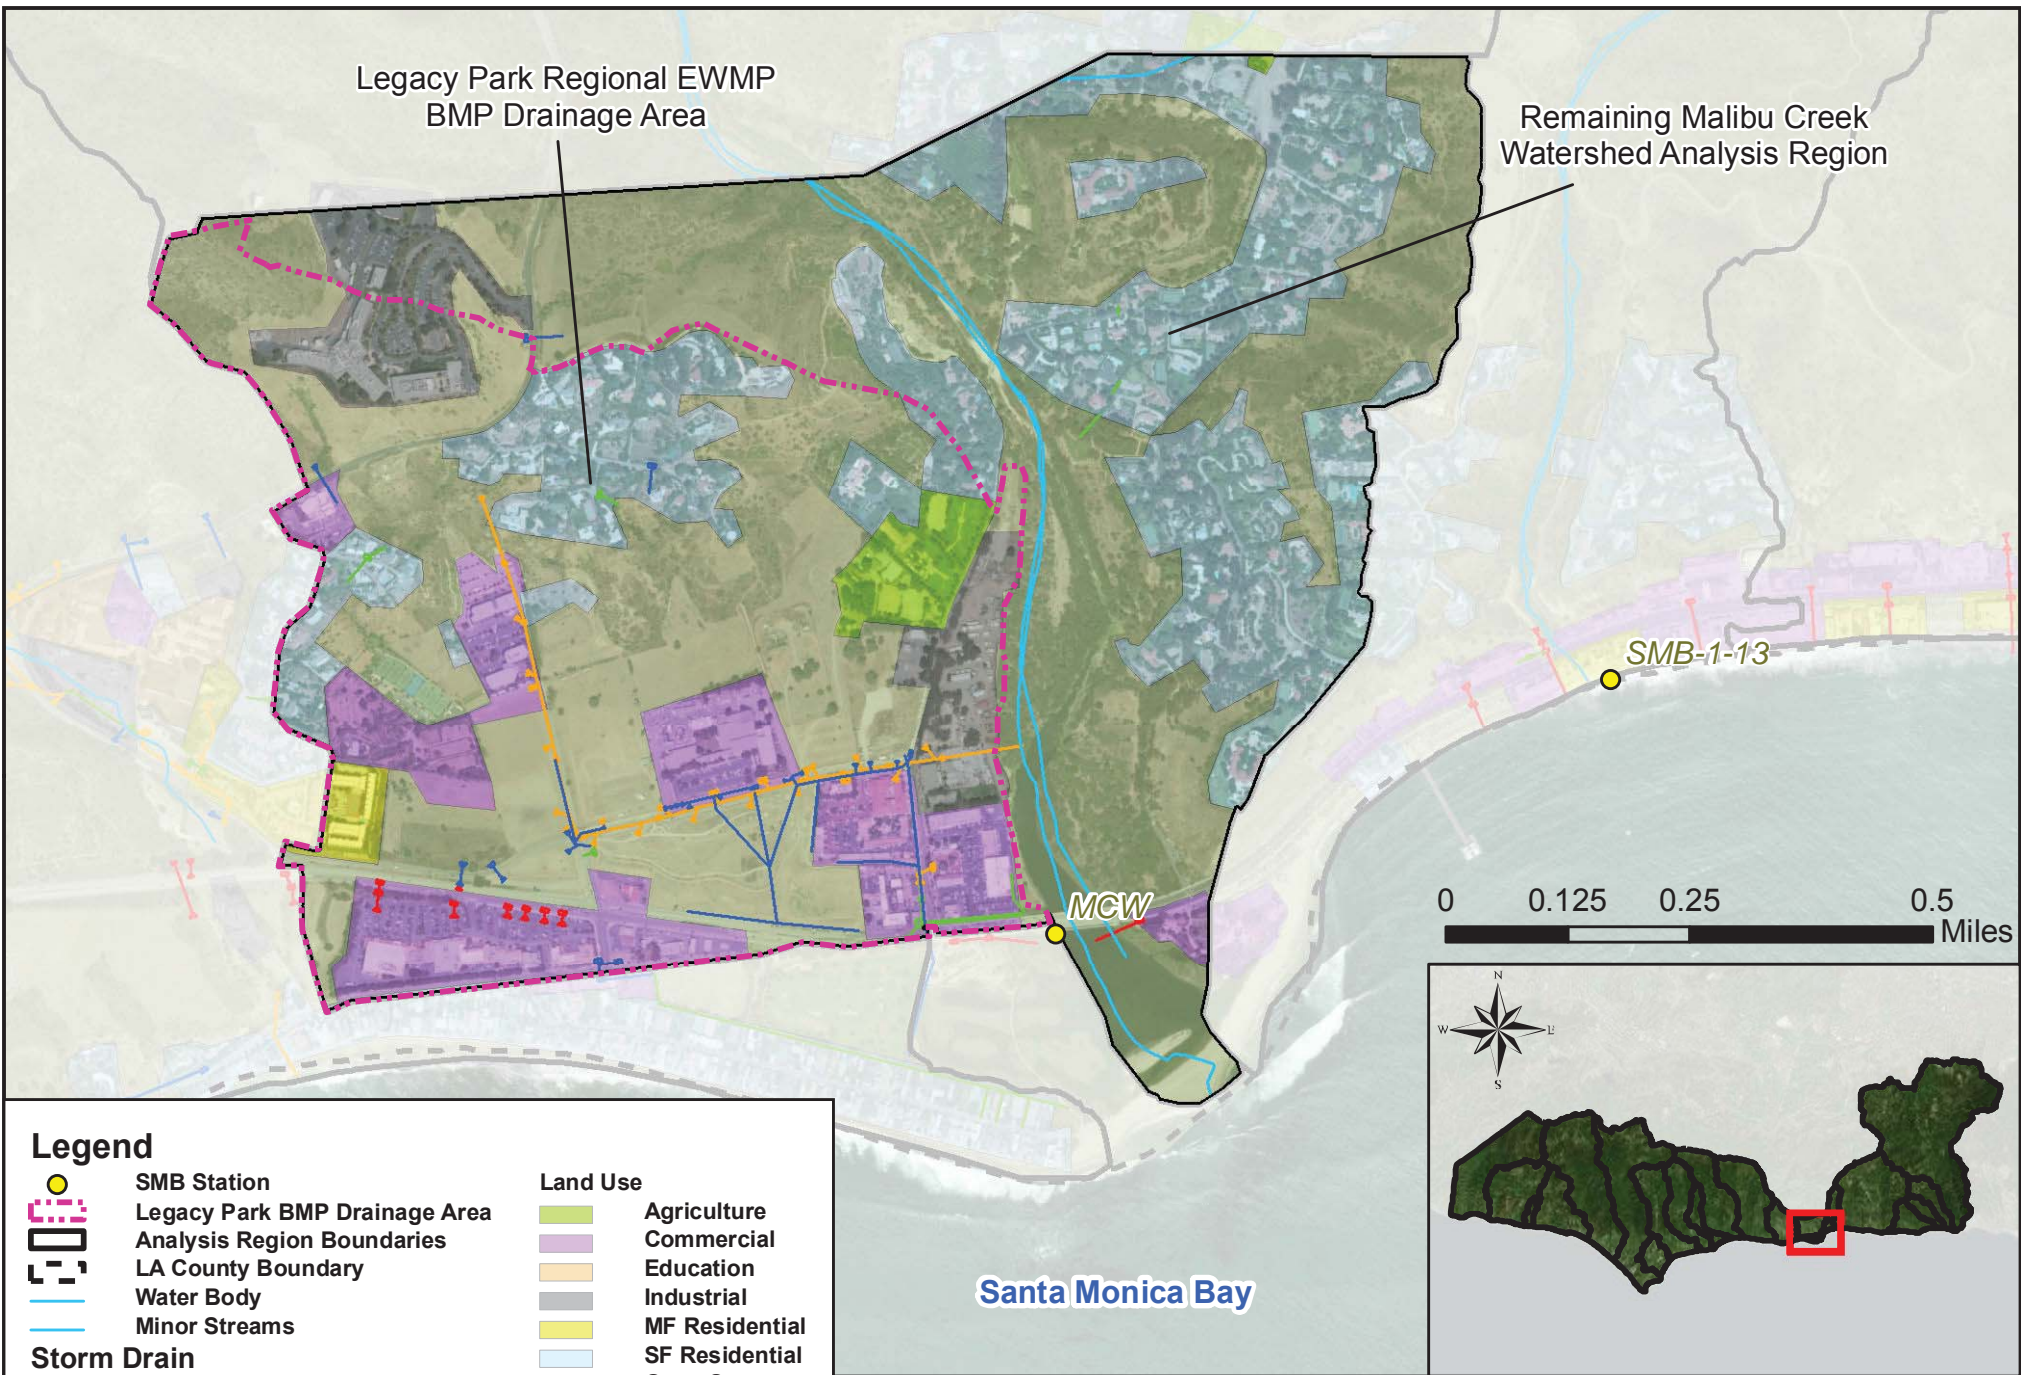 Legacy Park Regional EWMP
BMP Drainage Area
Remaining Malibu Creek
Watershed Analysis Region
SMB-1-13
MCW
0 0.125 0.25 0.5
Miles
N
W E
S
Santa Monica Bay
Legend
SMB Station
Legacy Park BMP Drainage Area
Analysis Region Boundaries
LA County Boundary
Water Body
Minor Streams
Storm Drain
Land Use
Agriculture
Commercial
Education
Industrial
MF Residential
SF Residential